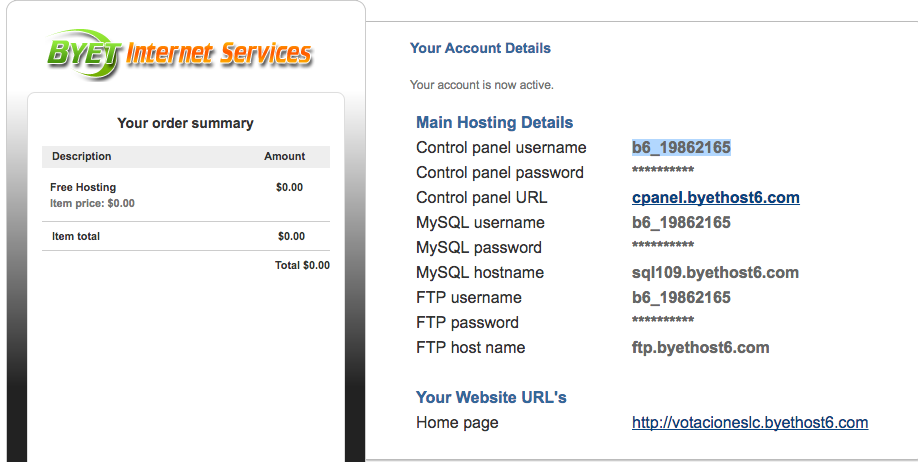 BYET Internet Services
Your order summary
Description Amount
Free Hosting $0.00
Item price: $0.00
Item total $0.00
Total $0.00
Your Account Details
Your account is now active.
Main Hosting Details
Control panel username b6_19862165
Control panel password **********
Control panel URL cpanel.byethost6.com
MySQL username b6_19862165
MySQL password **********
MySQL hostname sql109.byethost6.com
FTP username b6_19862165
FTP password **********
FTP host name ftp.byethost6.com
Your Website URL's
Home page http://votacioneslc.byethost6.com